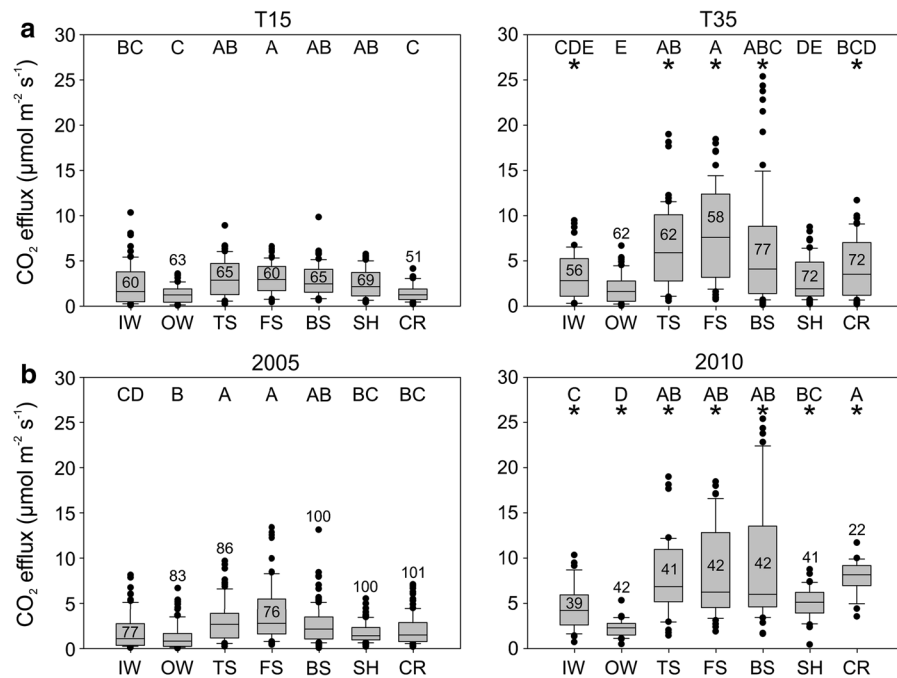 a
T15
T35
CO2 efflux (µmol m-2 s-1)
30
25
20
15
10
5
0
BC C AB A AB AB C
60 63 65 60 65 69 51
IW OW TS FS BS SH CR
30
25
20
15
10
5
0
CDE E AB A ABC DE BCD
* * * * *
56 62 62 58 77 72 72
IW OW TS FS BS SH CR
b
2005
2010
CO2 efflux (µmol m-2 s-1)
30
25
20
15
10
5
0
CD B A A AB BC BC
77 83 86 76 100 100 101
IW OW TS FS BS SH CR
30
25
20
15
10
5
0
C D AB AB AB BC A
* * * * * * *
39 42 41 42 42 41 22
IW OW TS FS BS SH CR